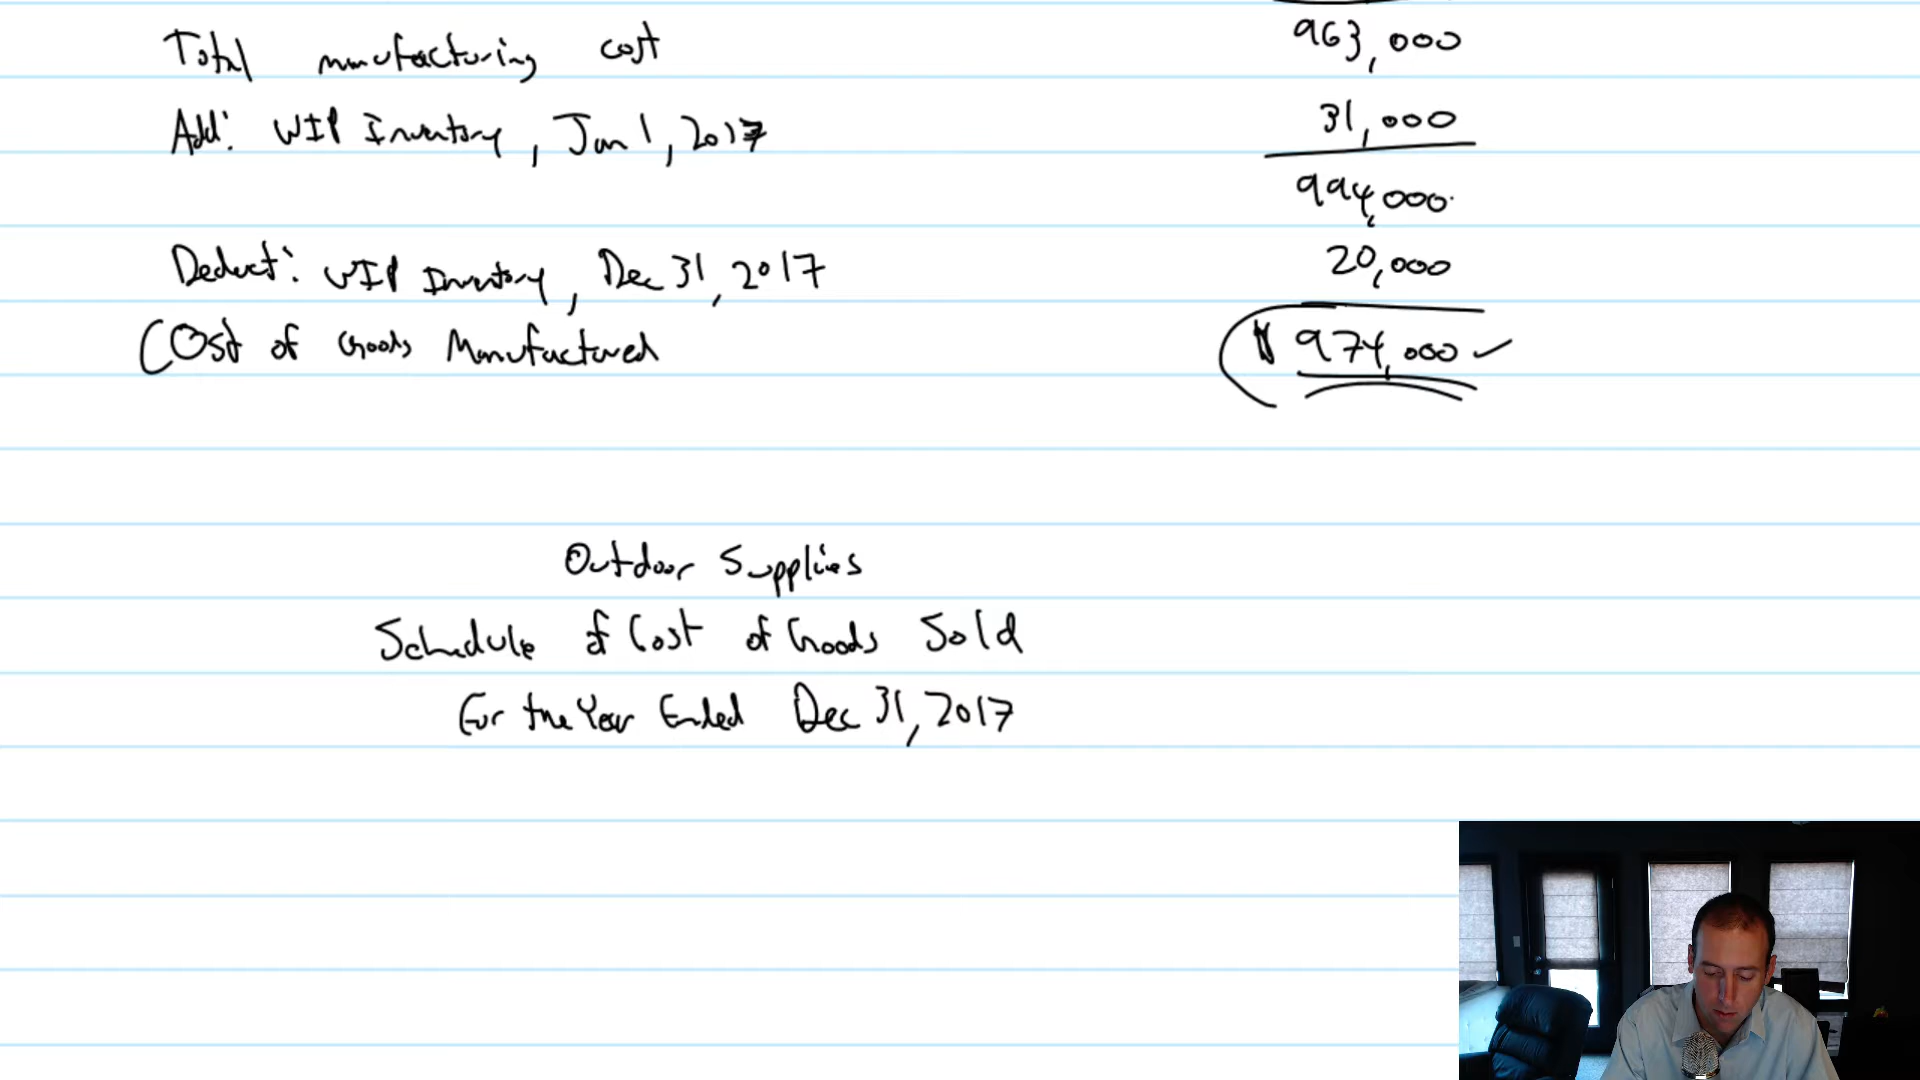 Total manufacturing cost 963,000
Add: WIP Inventory, Jan 1, 2017 31,000
994,000
Deduct: WIP Inventory, Dec 31, 2017 20,000
Cost of Goods Manufactured $ 974,000 ✓
Outdoor Supplies
Schedule of Cost of Goods Sold
For the Year Ended Dec 31, 2017